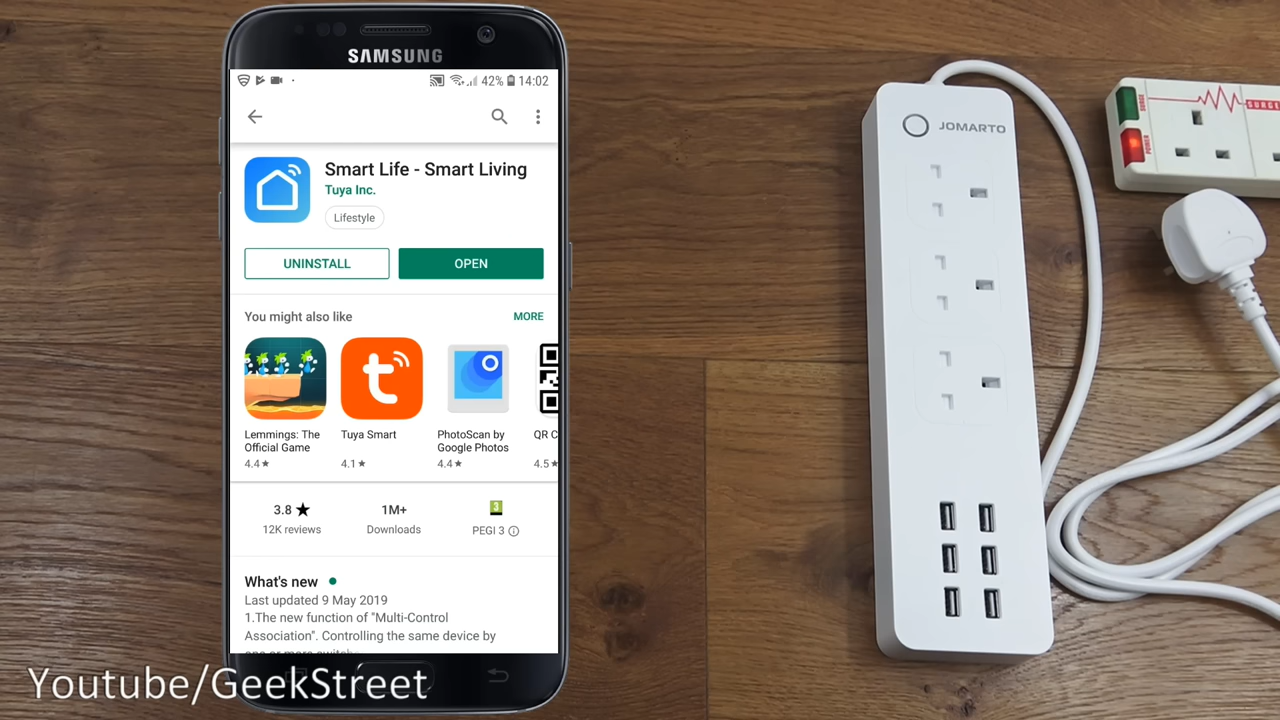 SAMSUNG
42% 14:02
Smart Life - Smart Living
Tuya Inc.
Lifestyle
UNINSTALL
OPEN
You might also like
MORE
Lemmings: The
Official Game
4.4★
Tuya Smart
4.1★
PhotoScan by
Google Photos
4.4★
QR C
4.5★
3.8★
12K reviews
1M+
Downloads
3
PEGI 3
What's new
Last updated 9 May 2019
1.The new function of "Multi-Control
Association". Controlling the same device by
JOMARTO
SURGE
POWER
SURGE
Youtube/GeekStreet